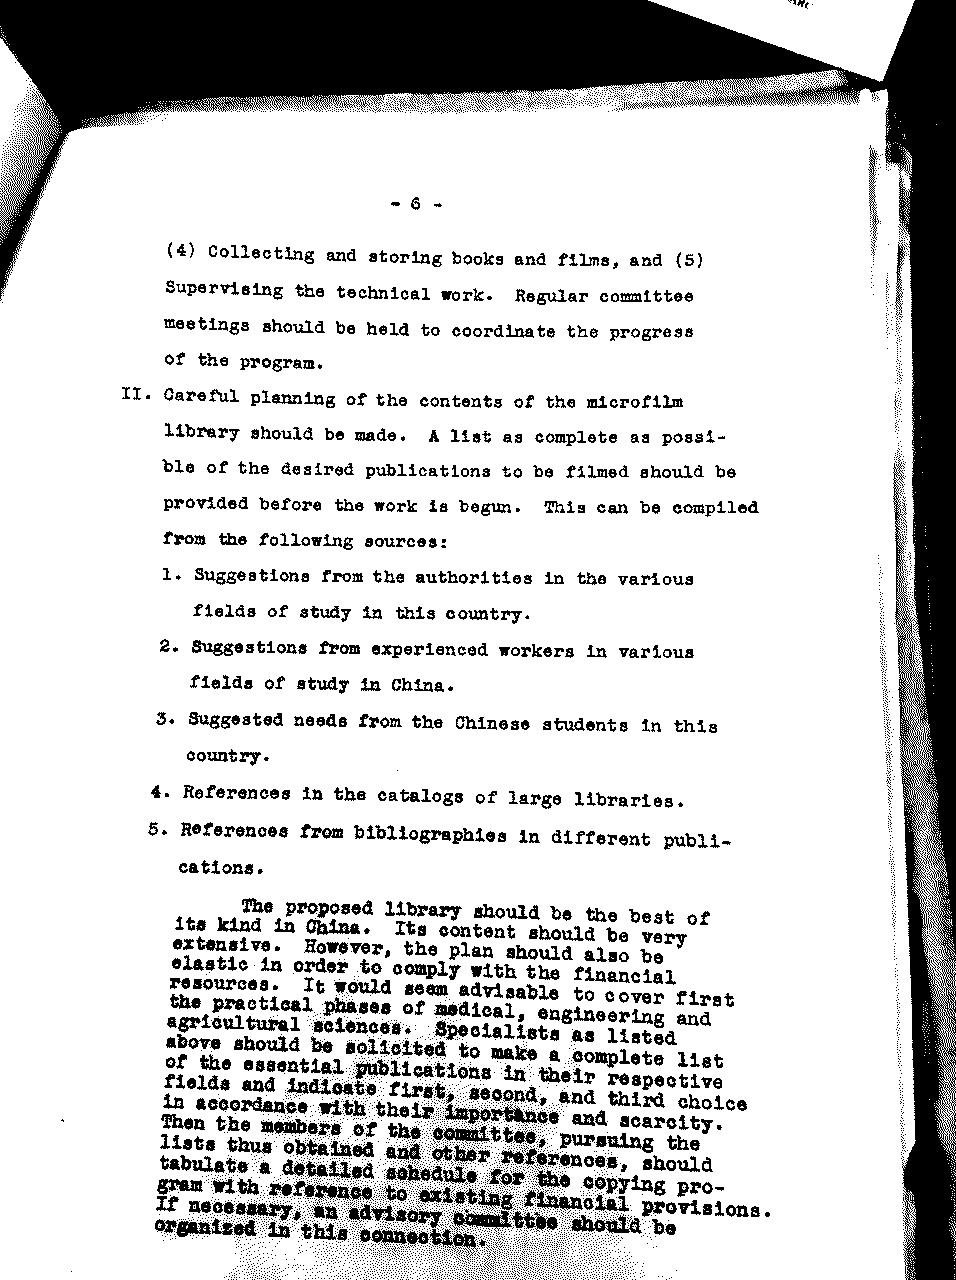 - 6 -
(4) Collecting and storing books and films, and (5)
Supervising the technical work. Regular committee
meetings should be held to coordinate the progress
of the program.
II. Careful planning of the contents of the microfilm
library should be made. A list as complete as possi-
ble of the desired publications to be filmed should be
provided before the work is begun. This can be compiled
from the following sources:
1. Suggestions from the authorities in the various
fields of study in this country.
2. Suggestions from experienced workers in various
fields of study in China.
3. Suggested needs from the Chinese students in this
country.
4. References in the catalogs of large libraries.
5. References from bibliographies in different publi-
cations.
The proposed library should be the best of
its kind in China. Its content should be very
extensive. However, the plan should also be
elastic in order to comply with the financial
resources. It would seem advisable to cover first
the practical phases of medical, engineering and
agricultural sciences. Specialists as listed
above should be solicited to make a complete list
of the essential publications in their respective
fields and indicate first, second, and third choice
in accordance with their importance and scarcity.
Then the members of the committee, pursuing the
lists thus obtained and other references, should
tabulate a detailed schedule for the copying pro-
gram with reference to existing financial provisions.
If necessary, an advisory committee should be
organized in this connection.